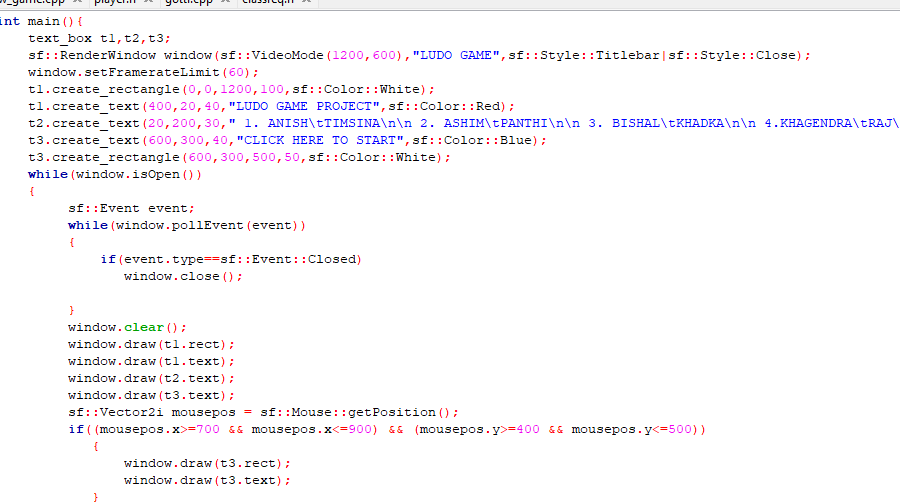 player.h
int main(){
text_box t1,t2,t3;
sf::RenderWindow window(sf::VideoMode(1200,600),"LUDO GAME",sf::Style::Titlebar|sf::Style::Close);
window.setFramerateLimit(60);
t1.create_rectangle(0,0,1200,100,sf::Color::White);
t1.create_text(400,20,40,"LUDO GAME PROJECT",sf::Color::Red);
t2.create_text(20,200,30," 1. ANISH\tTIMSINA\n\n 2. ASHIM\tPANTHI\n\n 3. BISHAL\tKHADKA\n\n 4.KHAGENDRA\tRAJ\
t3.create_text(600,300,40,"CLICK HERE TO START",sf::Color::Blue);
t3.create_rectangle(600,300,500,50,sf::Color::White);
while(window.isOpen())
{
sf::Event event;
while(window.pollEvent(event))
{
if(event.type==sf::Event::Closed)
window.close();
}
window.clear();
window.draw(t1.rect);
window.draw(t1.text);
window.draw(t2.text);
window.draw(t3.text);
sf::Vector2i mousepos = sf::Mouse::getPosition();
if((mousepos.x>=700 && mousepos.x<=900) && (mousepos.y>=400 && mousepos.y<=500))
{
window.draw(t3.rect);
window.draw(t3.text);
}